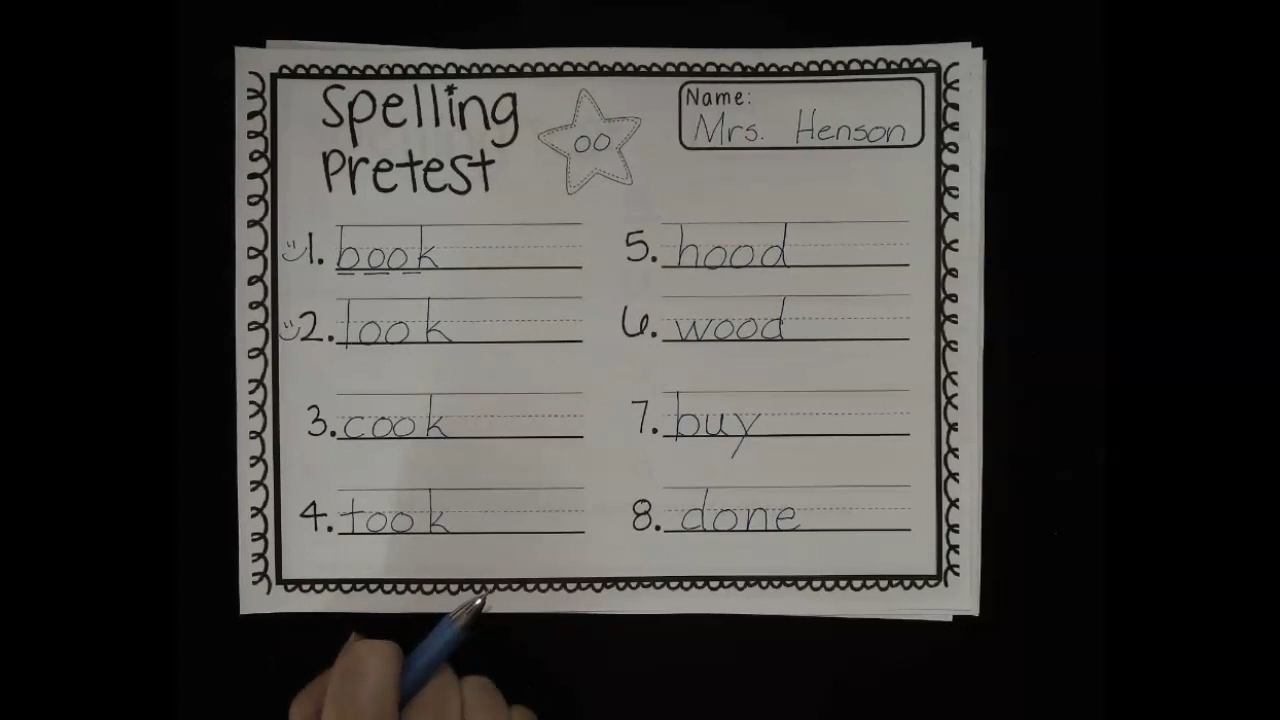 Spelling
Pretest
oo
Name:
Mrs. Henson
1. book
2. look
3. cook
4. took
5. hood
6. wood
7. buy
8. done